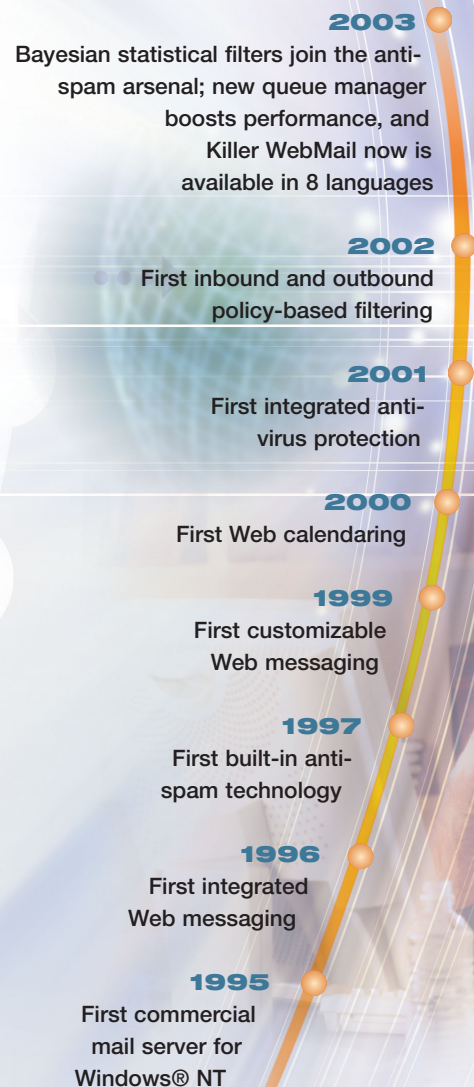 2003
Bayesian statistical filters join the anti-
spam arsenal; new queue manager
boosts performance, and
Killer WebMail now is
available in 8 languages
2002
First inbound and outbound
policy-based filtering
2001
First integrated anti-
virus protection
2000
First Web calendaring
1999
First customizable
Web messaging
1997
First built-in anti-
spam technology
1996
First integrated
Web messaging
1995
First commercial
mail server for
Windows® NT